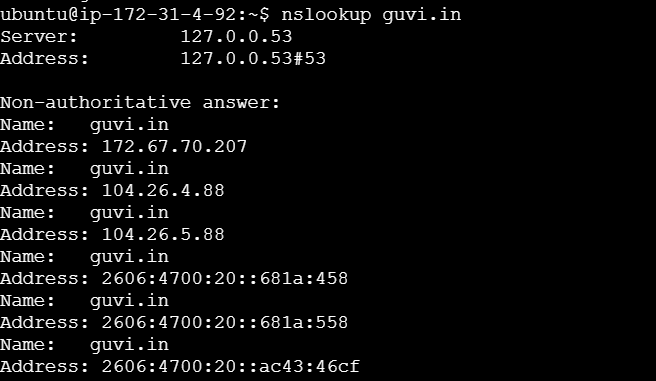 ubuntu@ip-172-31-4-92:~$ nslookup guvi.in
Server:         127.0.0.53
Address:        127.0.0.53#53

Non-authoritative answer:
Name:   guvi.in
Address: 172.67.70.207
Name:   guvi.in
Address: 104.26.4.88
Name:   guvi.in
Address: 104.26.5.88
Name:   guvi.in
Address: 2606:4700:20::681a:458
Name:   guvi.in
Address: 2606:4700:20::681a:558
Name:   guvi.in
Address: 2606:4700:20::ac43:46cf